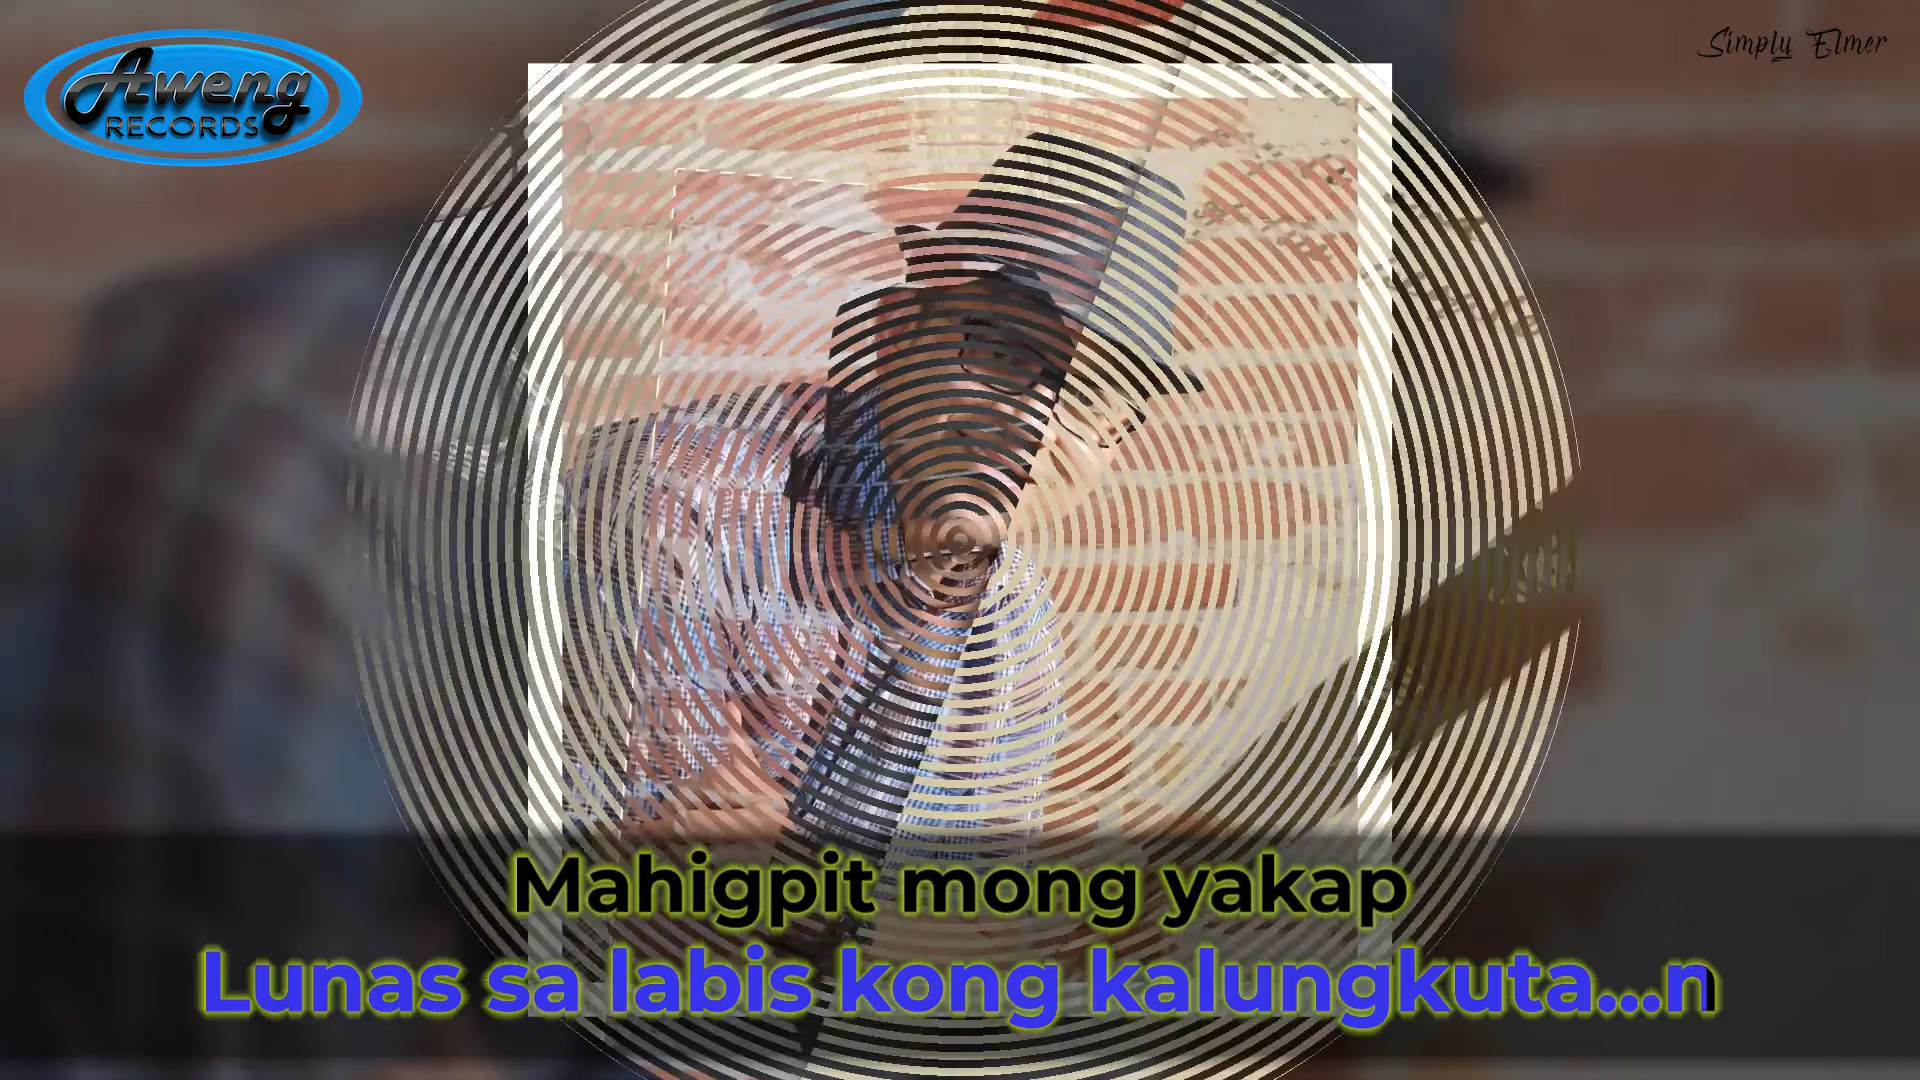 Aweng
RECORDS
Simply Elmer
Mahigpit mong yakap
Lunas sa labis kong kalungkuta...n